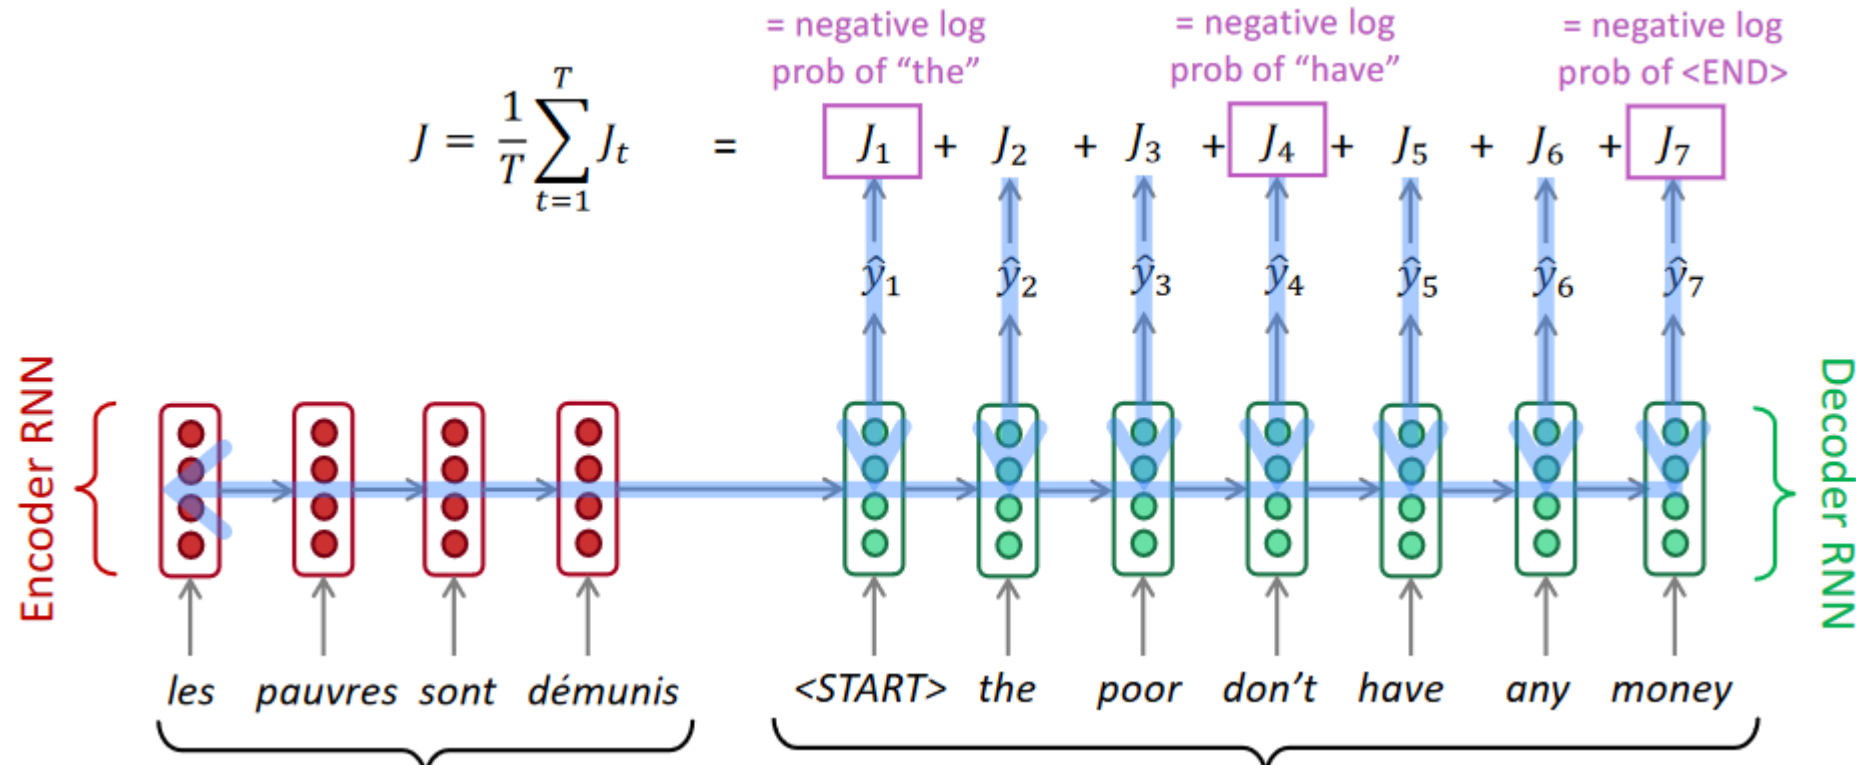 = negative log
prob of “the”
= negative log
prob of “have”
= negative log
prob of <END>
J = \frac{1}{T} \sum_{t=1}^{T} J_t = J_1 + J_2 + J_3 + J_4 + J_5 + J_6 + J_7
ŷ_1 ŷ_2 ŷ_3 ŷ_4 ŷ_5 ŷ_6 ŷ_7
Encoder RNN
Decoder RNN
les pauvres sont démunis <START> the poor don’t have any money